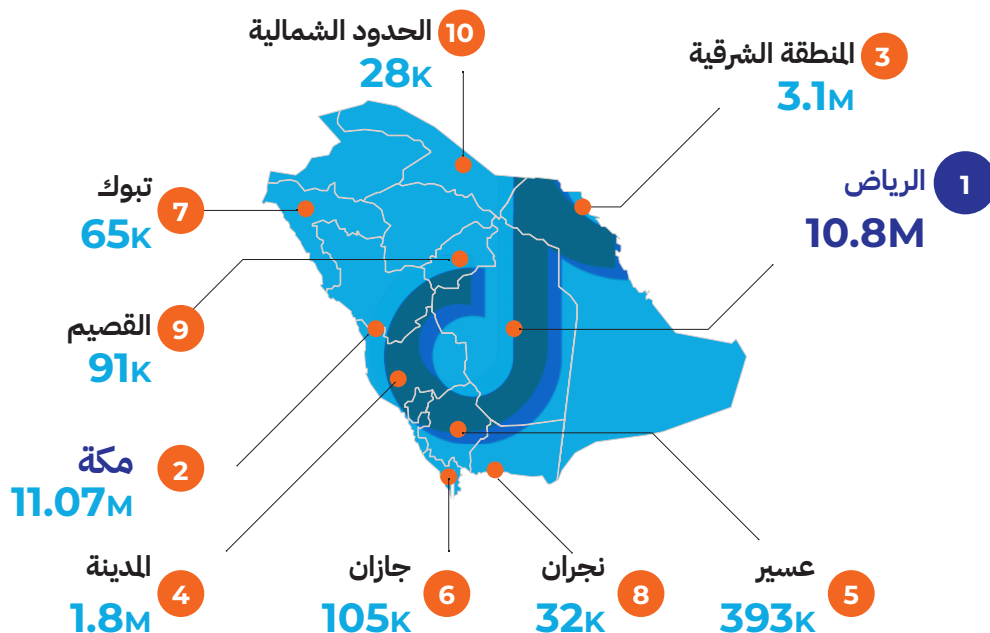 10
الحدود الشمالية
28K
3
المنطقة الشرقية
3.1M
1
الرياض
10.8M
7
تبوك
65K
9
القصيم
91K
2
مكة
11.07M
4
المدينة
1.8M
6
جازان
105K
8
نجران
32K
5
عسير
393K